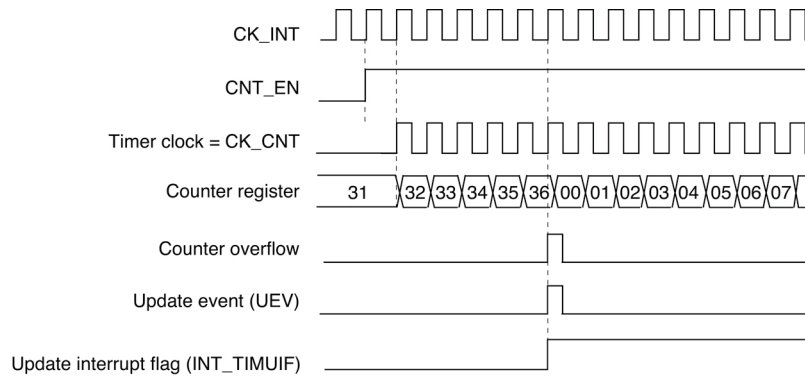 CK_INT
CNT_EN
Timer clock = CK_CNT
Counter register 31 32 33 34 35 36 00 01 02 03 04 05 06 07
Counter overflow
Update event (UEV)
Update interrupt flag (INT_TIMUIF)